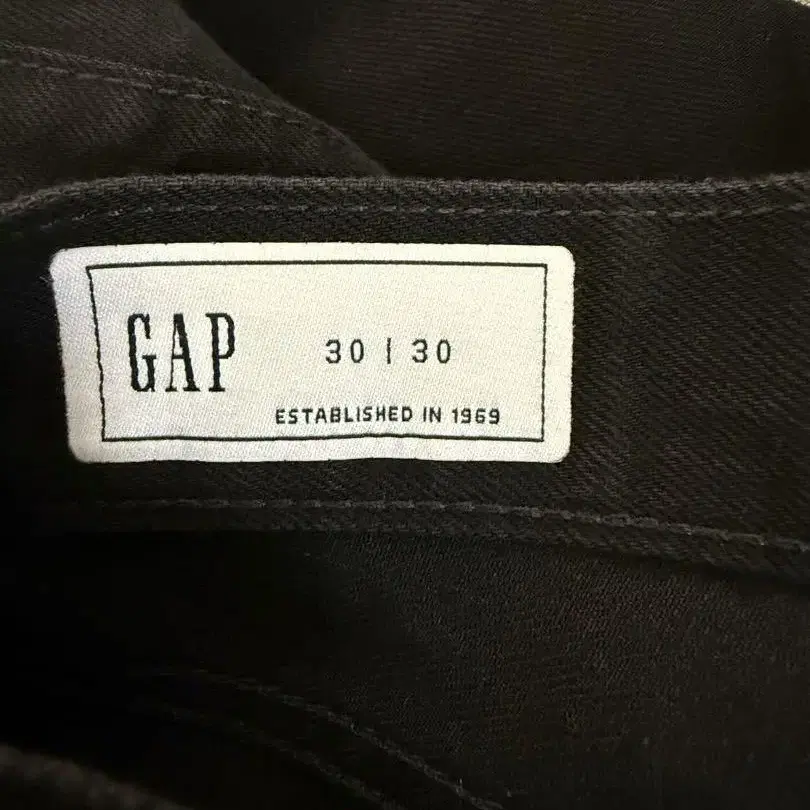 GAP
30 | 30
ESTABLISHED IN 1969